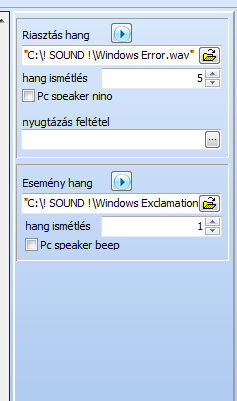 Riasztás hang
"C:\! SOUND !\Windows Error.wav"
hang ismétlés 5
Pc speaker nino
nyugtázás feltétel
...
Esemény hang
"C:\! SOUND !\Windows Exclamation
hang ismétlés 1
Pc speaker beep